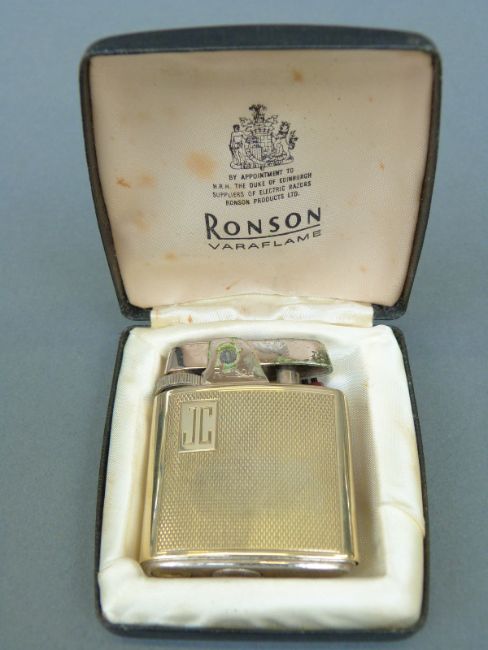 BY APPOINTMENT TO
H.R.H. THE DUKE OF EDINBURGH
SUPPLIERS OF ELECTRIC RAZORS
RONSON PRODUCTS LTD.
RONSON
VARAFLAME
JC